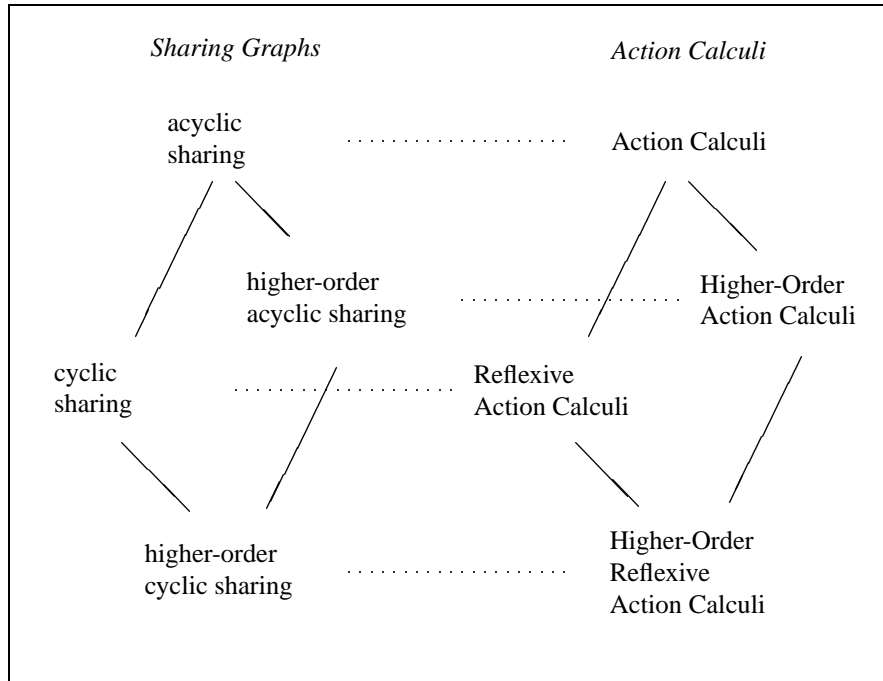 Sharing Graphs
Action Calculi
acyclic
sharing
Action Calculi
higher-order
acyclic sharing
Higher-Order
Action Calculi
cyclic
sharing
Reflexive
Action Calculi
higher-order
cyclic sharing
Higher-Order
Reflexive
Action Calculi